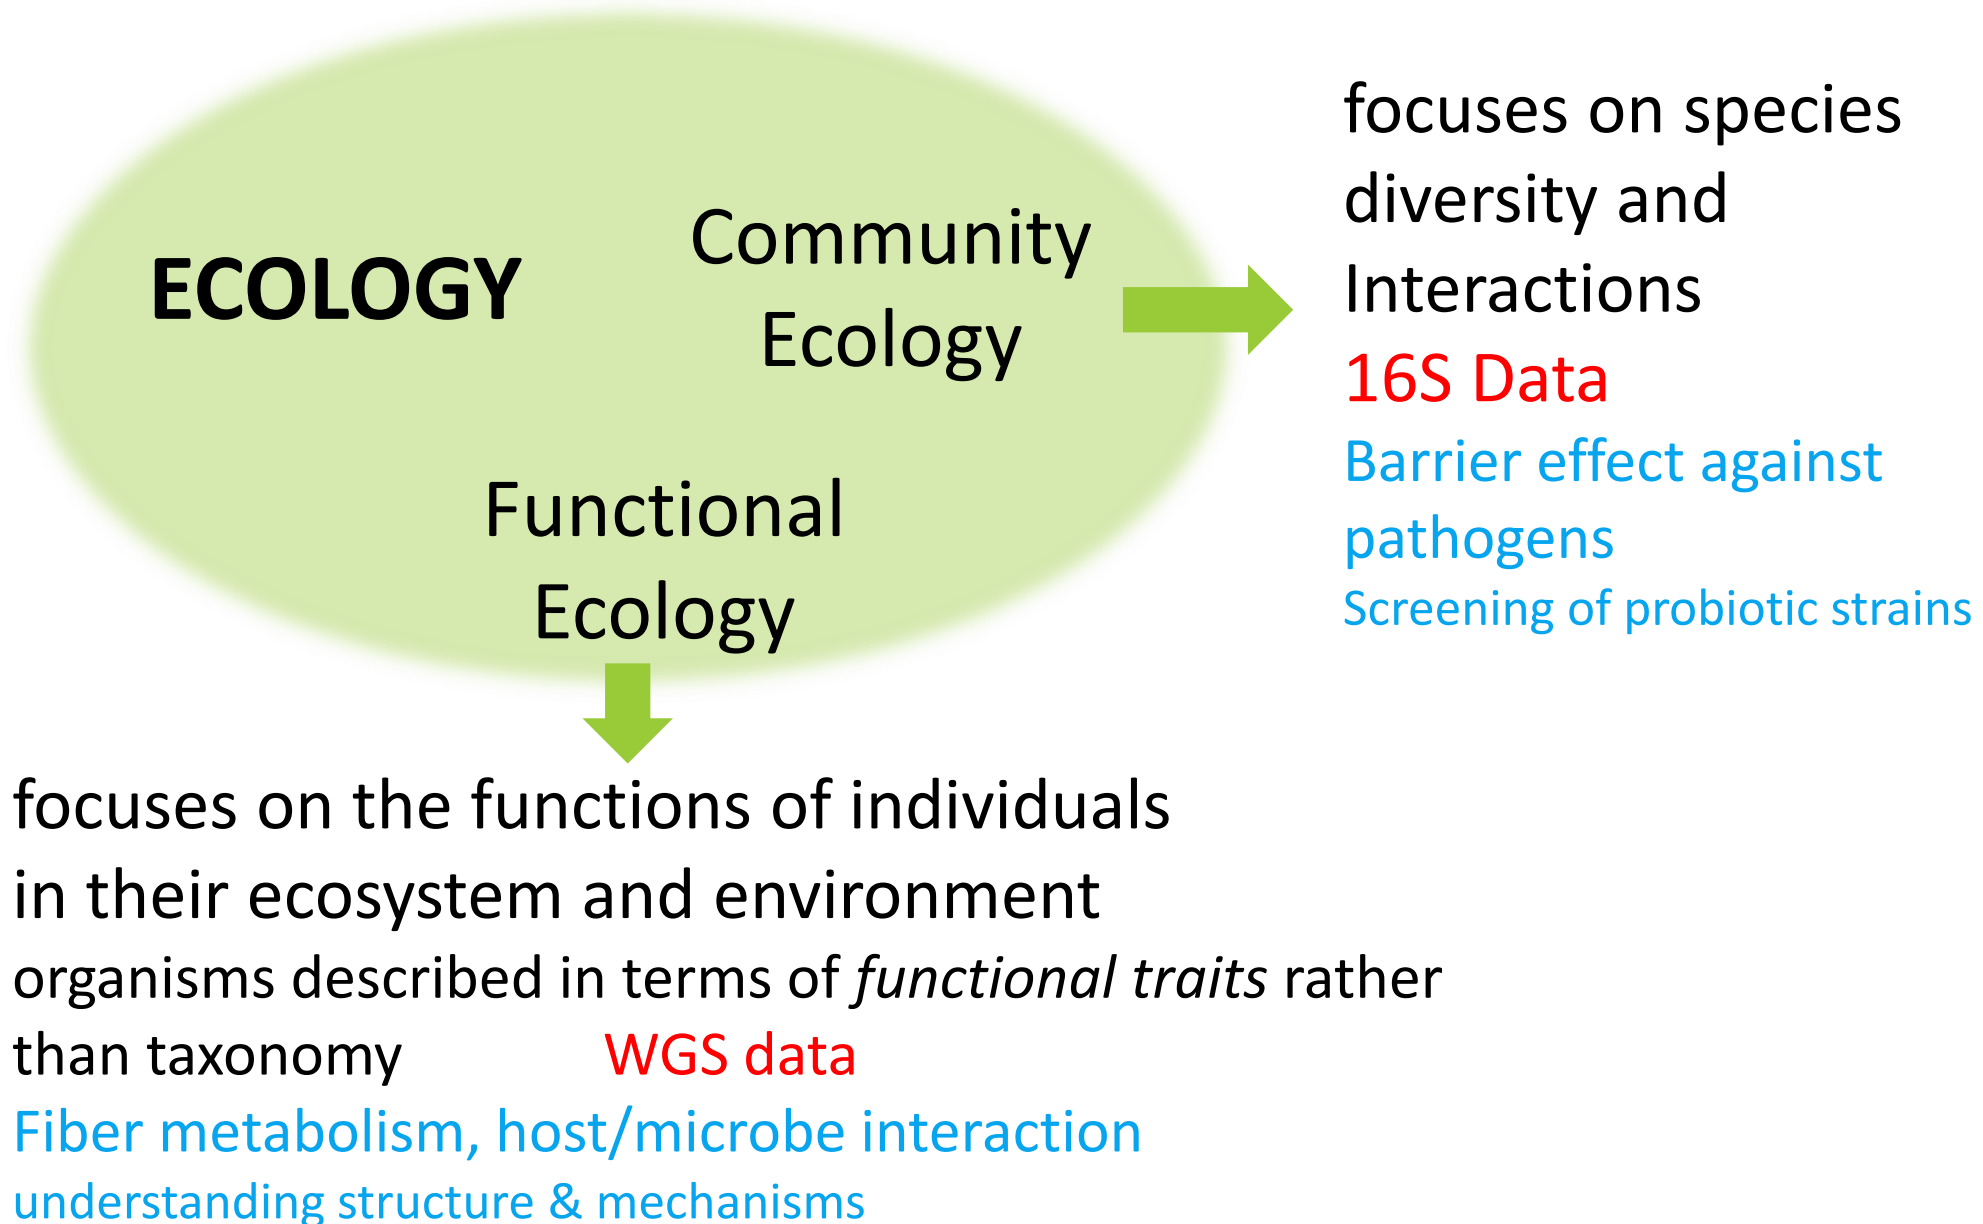 ECOLOGY
Community
Ecology
Functional
Ecology
focuses on species
diversity and
Interactions
16S Data
Barrier effect against
pathogens
Screening of probiotic strains
focuses on the functions of individuals
in their ecosystem and environment
organisms described in terms of functional traits rather
than taxonomy WGS data
Fiber metabolism, host/microbe interaction
understanding structure & mechanisms